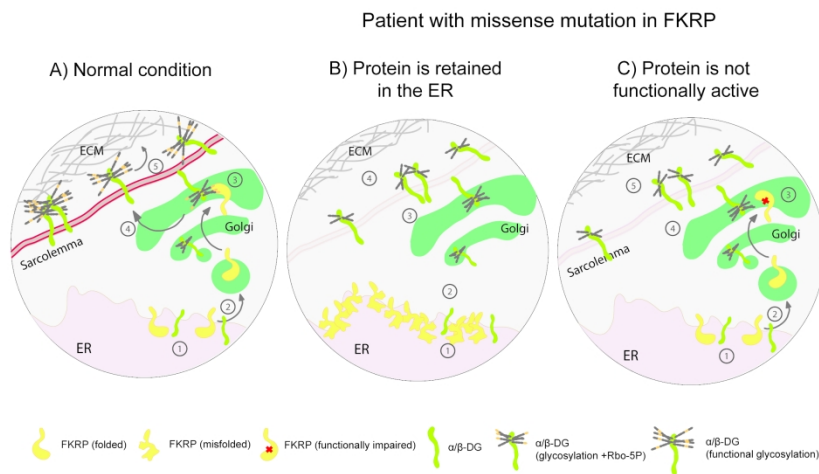 Patient with missense mutation in FKRP
A) Normal condition
B) Protein is retained
in the ER
C) Protein is not
functionally active
ECM
5
3
4
Golgi
Sarcolemma
2
1
ER
ECM
4
3
Golgi
2
1
ER
ECM
5
3
4
Golgi
Sarcolemma
2
1
ER
FKRP (folded)
FKRP (misfolded)
FKRP (functionally impaired)
α/β-DG
α/β-DG
(glycosylation +Rbo-5P)
α/β-DG
(functional glycosylation)